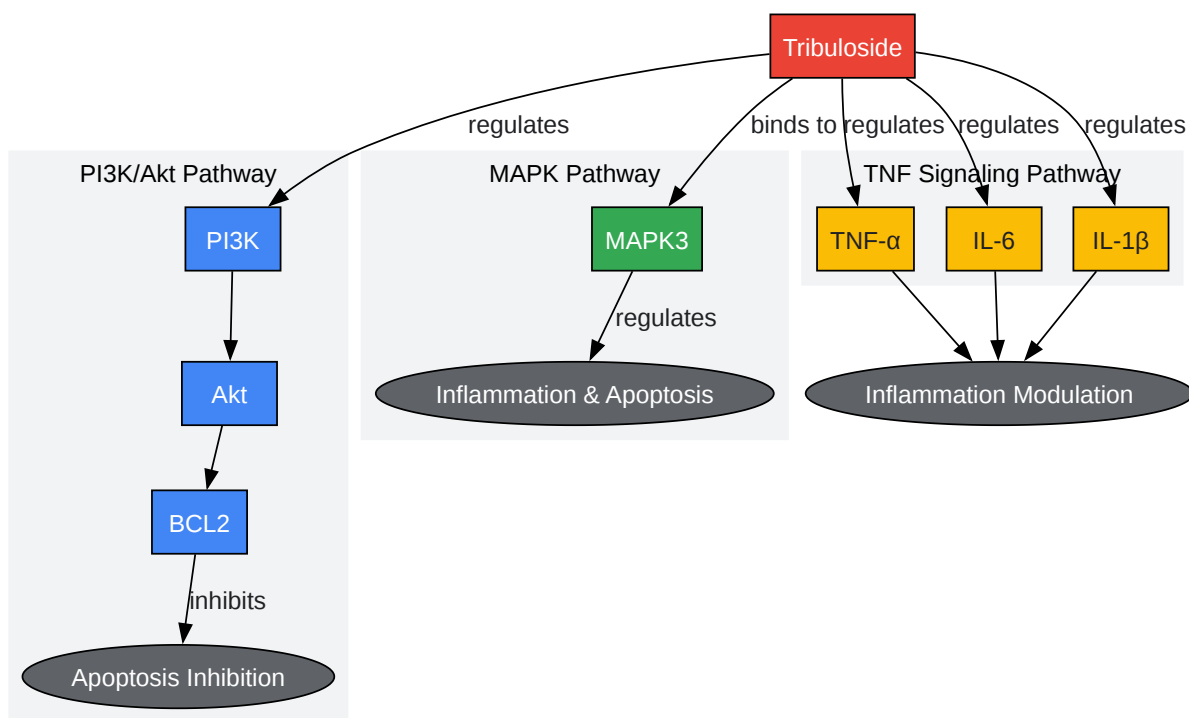 Tribuloside
regulates
binds to
regulates
regulates
regulates
PI3K/Akt Pathway
MAPK Pathway
TNF Signaling Pathway
PI3K
MAPK3
TNF-α
IL-6
IL-1β
regulates
Akt
Inflammation & Apoptosis
Inflammation Modulation
BCL2
inhibits
Apoptosis Inhibition